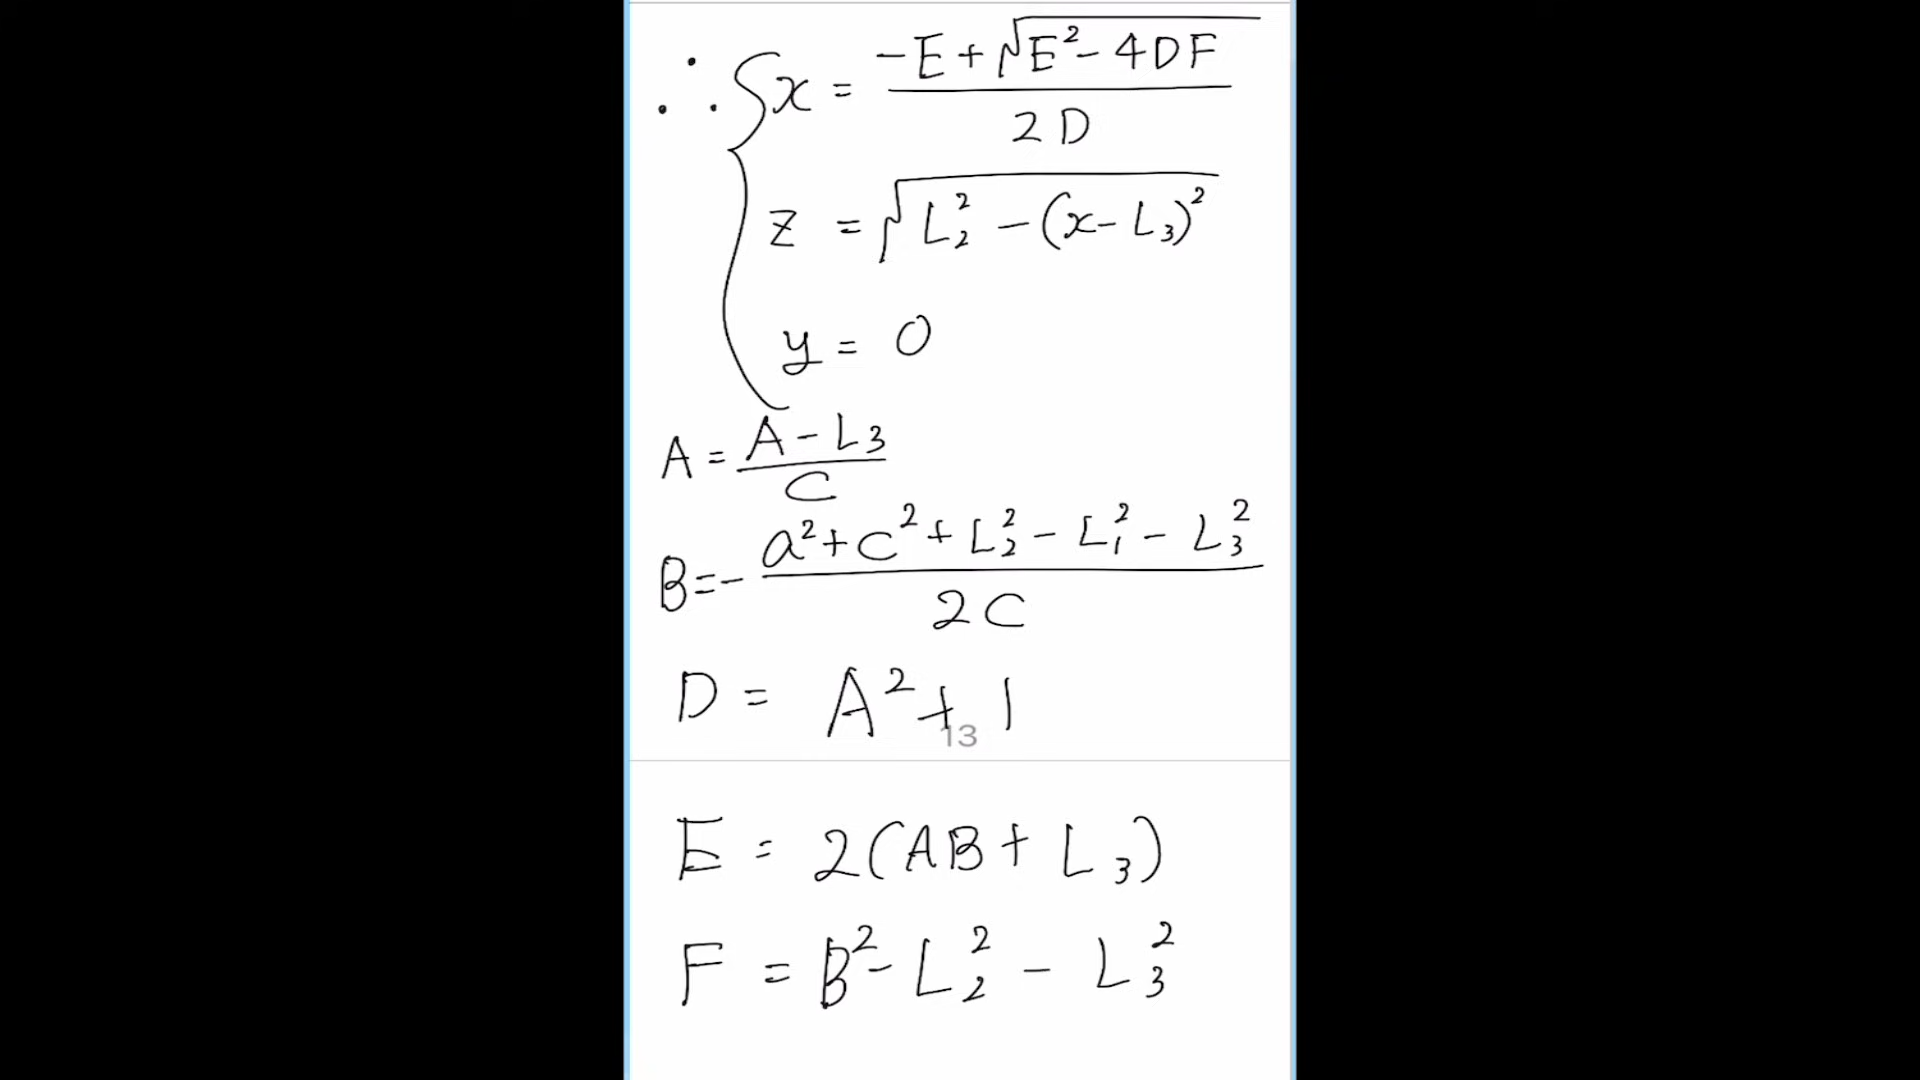 ∴ { x = (-E + √(E² - 4DF)) / 2D
z = √(L₂² - (x - L₃)²)
y = 0
A = (A - L₃) / C
B = - (a² + c² + L₂² - L₁² - L₃²) / 2C
D = A² + 1
13
E = 2(AB + L₃)
F = B² - L₂² - L₃²